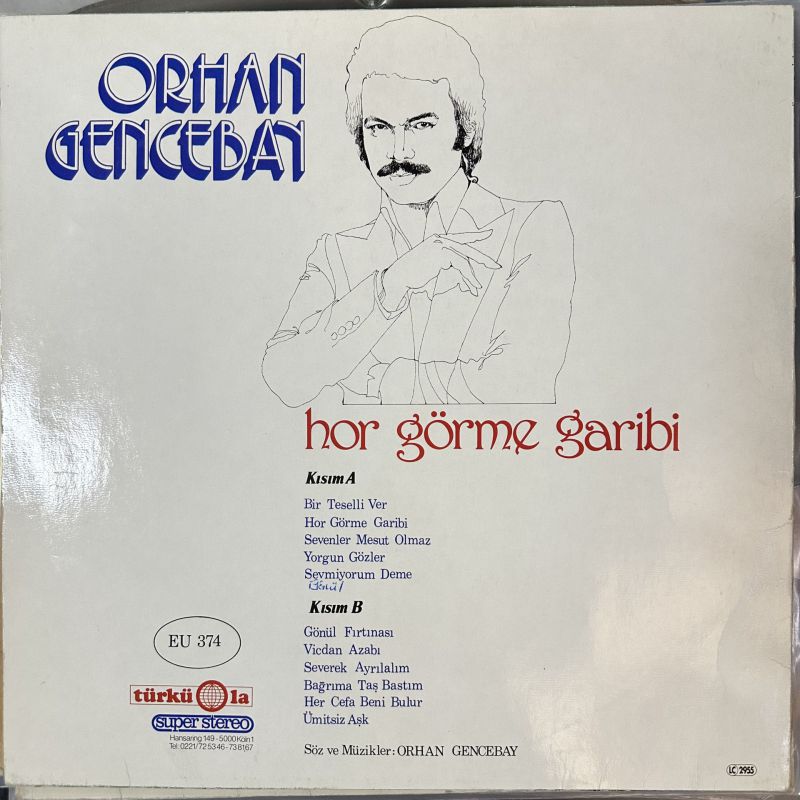 ORHAN
GENCEBAY
hor görme garibi
Kısım A
Bir Teselli Ver
Hor Görme Garibi
Sevenler Mesut Olmaz
Yorgun Gözler
Sevmiyorum Deme
Kısım B
Gönül Fırtınası
Vicdan Azabı
Severek Ayrılalım
Bağrıma Taş Bastım
Her Cefa Beni Bulur
Ümitsiz Aşk
Söz ve Müzikler: ORHAN GENCEBAY
EU 374
türkü ola
super stereo
Hansaring 149 - 5000 Köln 1
Tel: 0221/72 53 46 - 73 81 67
LC 2955